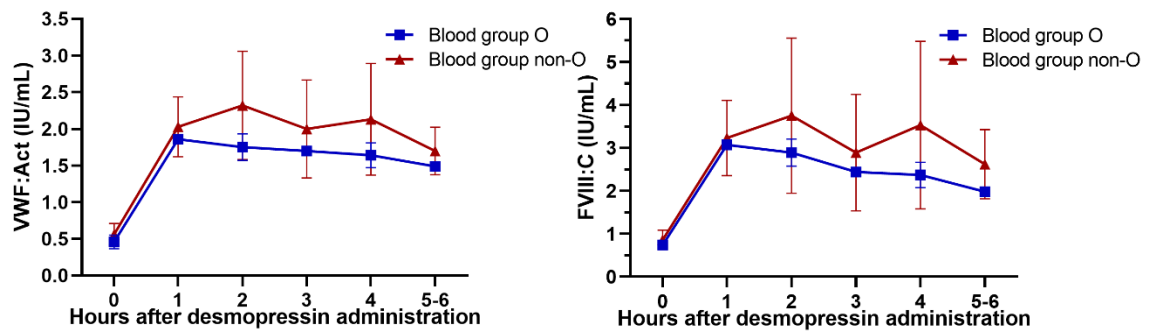 VWF:Act (IU/mL)
3.5
3.0
2.5
2.0
1.5
1.0
0.5
0.0
Blood group O
Blood group non-O
0 1 2 3 4 5-6
Hours after desmopressin administration
FVIII:C (IU/mL)
6
5
4
3
2
1
0
Blood group O
Blood group non-O
0 1 2 3 4 5-6
Hours after desmopressin administration